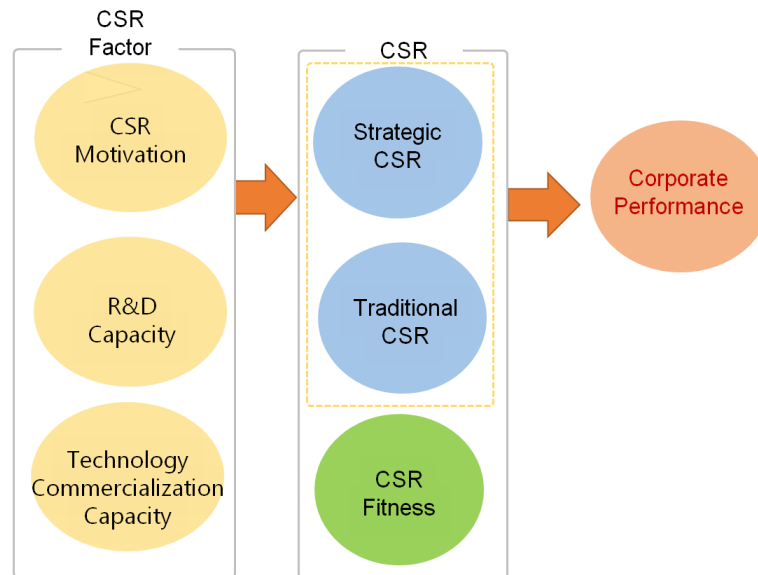 CSR
Factor
CSR
Motivation
R&D
Capacity
Technology
Commercialization
Capacity
CSR
Strategic
CSR
Traditional
CSR
CSR
Fitness
Corporate
Performance